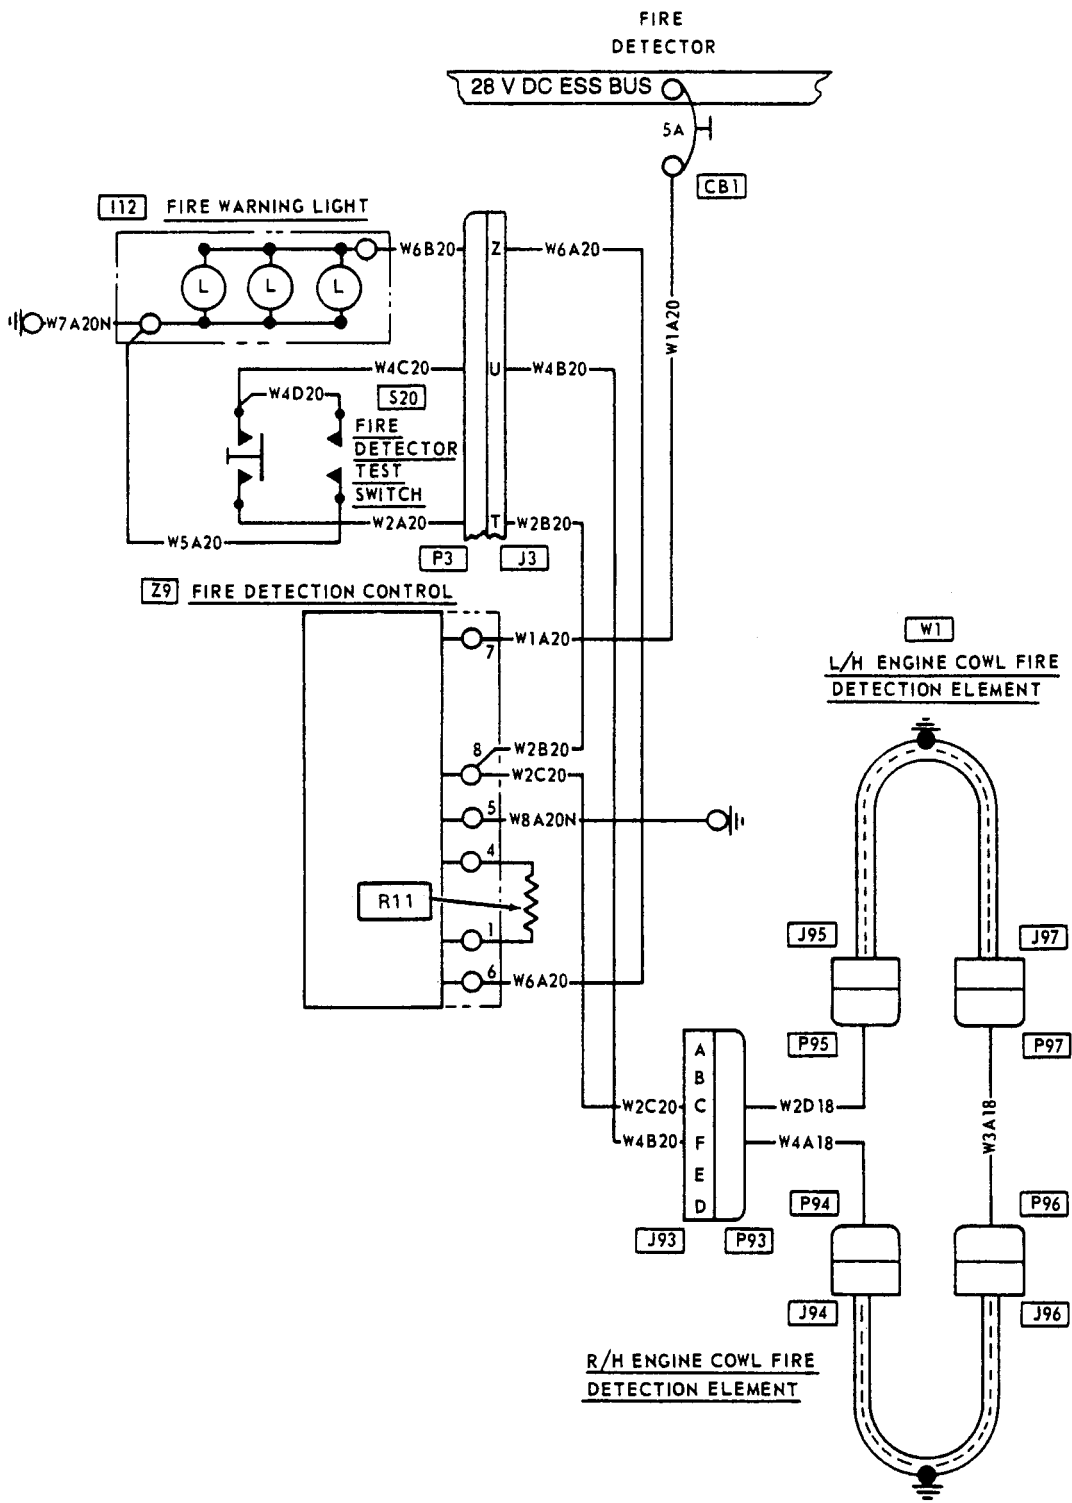 FIRE
DETECTOR
28 V DC ESS BUS
5A
CB1
I12 FIRE WARNING LIGHT
W6B20 Z W6A20
L L L
W7A20N
W1A20
W4C20 U W4B20
W4D20
S20
FIRE
DETECTOR
TEST
SWITCH
W2A20 T W2B20
W5A20
P3 J3
Z9 FIRE DETECTION CONTROL
W1A20
7
8 W2B20
W2C20
5 W8A20N
4
R11
1
6 W6A20
W1
L/H ENGINE COWL FIRE
DETECTION ELEMENT
J95 J97
P95 P97
A
B
W2C20 C W2D18
W4B20 F W4A18
E
D
W3A18
J93 P93
P94 P96
J94 J96
R/H ENGINE COWL FIRE
DETECTION ELEMENT